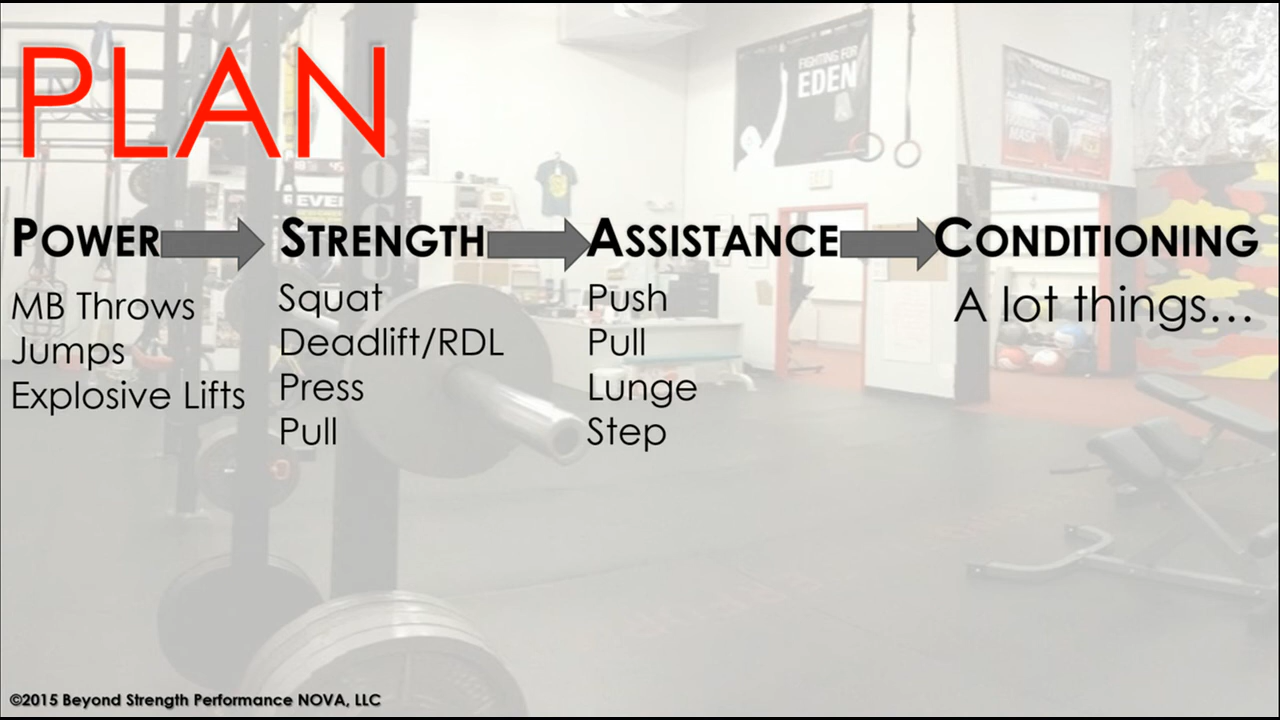 PLAN
POWER
STRENGTH
ASSISTANCE
CONDITIONING
MB Throws
Jumps
Explosive Lifts
Squat
Deadlift/RDL
Press
Pull
Push
Pull
Lunge
Step
A lot things...
FIGHTING FOR
EDEN
©2015 Beyond Strength Performance NOVA, LLC